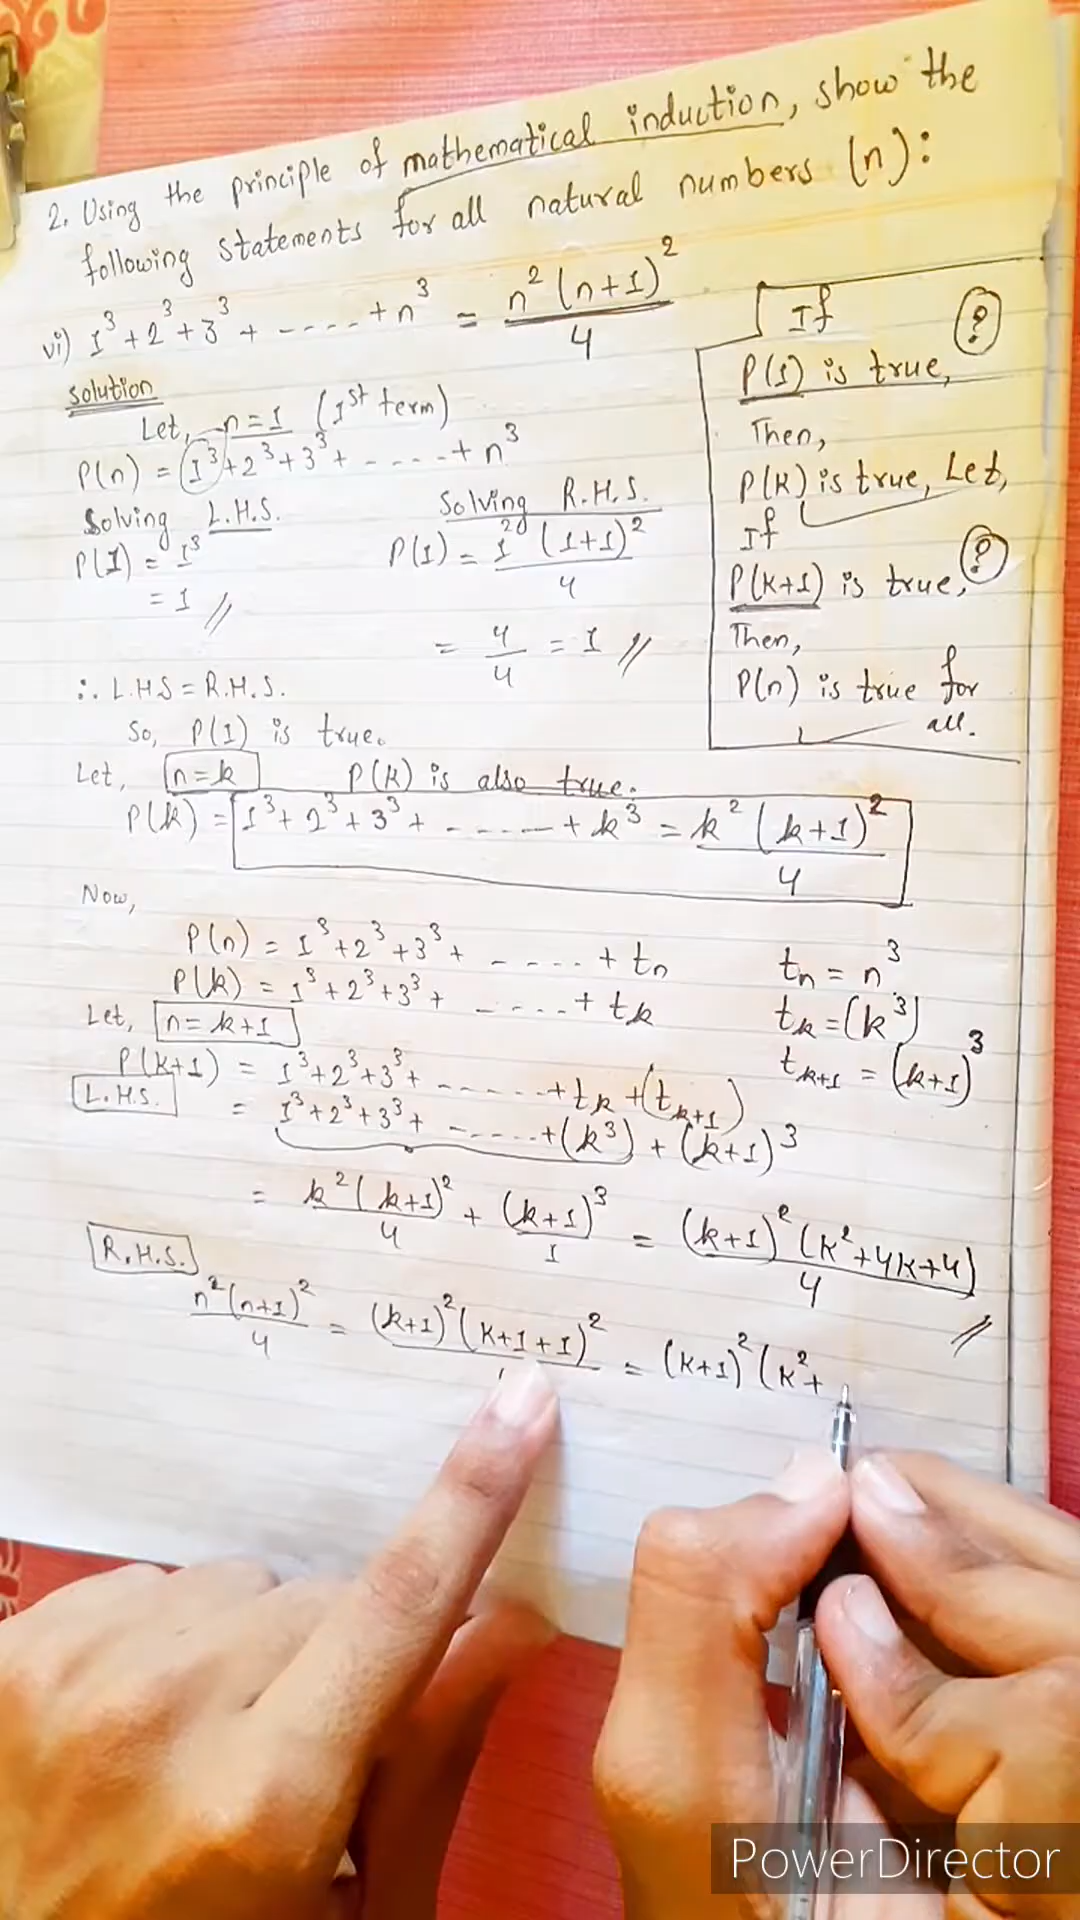 2. Using the principle of mathematical induction, show the
following statements for all natural numbers (n):
vi) 1³ + 2³ + 3³ + ----- + n³ = n²(n+1)²/4
solution
Let, n=1 (1st term)
P(n) = 1³+2³+3³+ ----- + n³
Solving L.H.S.
P(1) = 1³
= 1 //
Solving R.H.S.
P(1) = 1²(1+1)²/4
= 4/4 = 1 //
∴ L.H.S = R.H.S.
So, P(1) is true.
If
?
P(1) is true,
Then,
P(K) is true, Let,
If
?
P(K+1) is true,
Then,
P(n) is true for
all.
Let, n=k P(k) is also true.
P(k) = 1³+2³+3³+ ----- + k³ = k²(k+1)²/4
Now,
P(n) = 1³+2³+3³+ ----- + tn
P(k) = 1³+2³+3³+ ----- + tk
Let, n=k+1
tn = n³
tk = (k³)
tk+1 = (k+1)³
P(k+1) = 1³+2³+3³+ ------ + tk + (tk+1)
L.H.S.
= 1³+2³+3³+ ------ + (k³) + (k+1)³
= k²(k+1)²/4 + (k+1)³/1 = (k+1)²(k²+4k+4)/4 //
R.H.S.
n²(n+1)²/4 = (k+1)²(k+1+1)² = (k+1)²(k²+
PowerDirector